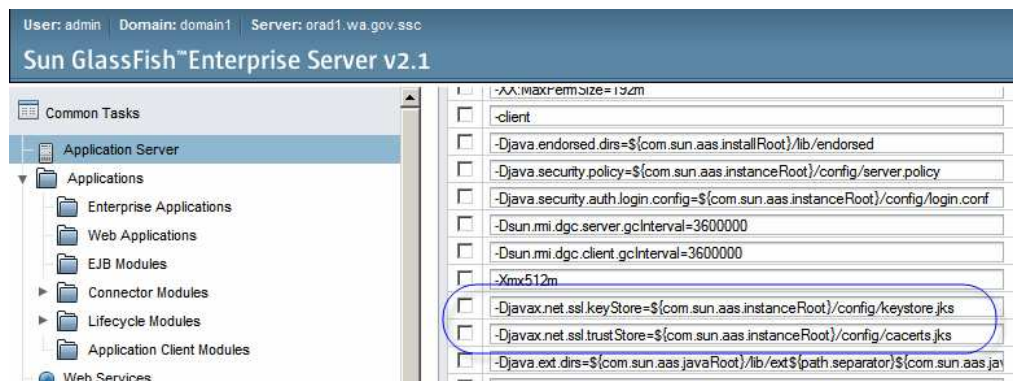 User: admin Domain: domain1 Server: orad1.wa.gov.ssc
Sun GlassFish™ Enterprise Server v2.1
Common Tasks
Application Server
Applications
Enterprise Applications
Web Applications
EJB Modules
Connector Modules
Lifecycle Modules
Application Client Modules
Web Services
-XX:MaxPermSize=192m
-client
-Djava.endorsed.dirs=${com.sun.aas.installRoot}/lib/endorsed
-Djava.security.policy=${com.sun.aas.instanceRoot}/config/server.policy
-Djava.security.auth.login.config=${com.sun.aas.instanceRoot}/config/login.conf
-Dsun.rmi.dgc.server.gcInterval=3600000
-Dsun.rmi.dgc.client.gcInterval=3600000
-Xmx512m
-Djavax.net.ssl.keyStore=${com.sun.aas.instanceRoot}/config/keystore.jks
-Djavax.net.ssl.trustStore=${com.sun.aas.instanceRoot}/config/cacerts.jks
-Djava.ext.dirs=${com.sun.aas.javaRoot}/lib/ext${path.separator}${com.sun.aas.jav